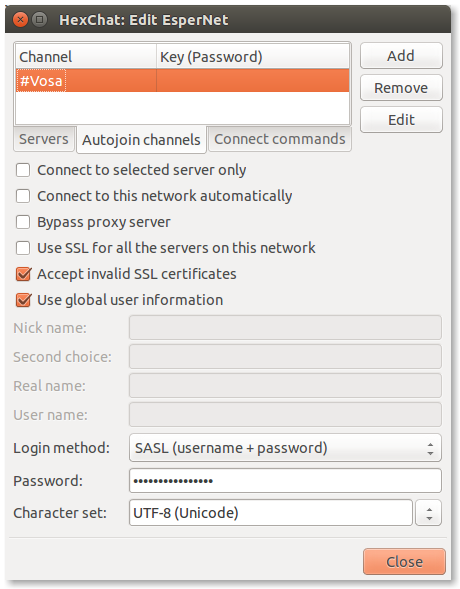 HexChat: Edit EsperNet
Channel Key (Password)
#Vosa
Add
Remove
Edit
Servers Autojoin channels Connect commands
Connect to selected server only
Connect to this network automatically
Bypass proxy server
Use SSL for all the servers on this network
Accept invalid SSL certificates
Use global user information
Nick name:
Second choice:
Real name:
User name:
Login method: SASL (username + password)
Password: ••••••••••••••••
Character set: UTF-8 (Unicode)
Close